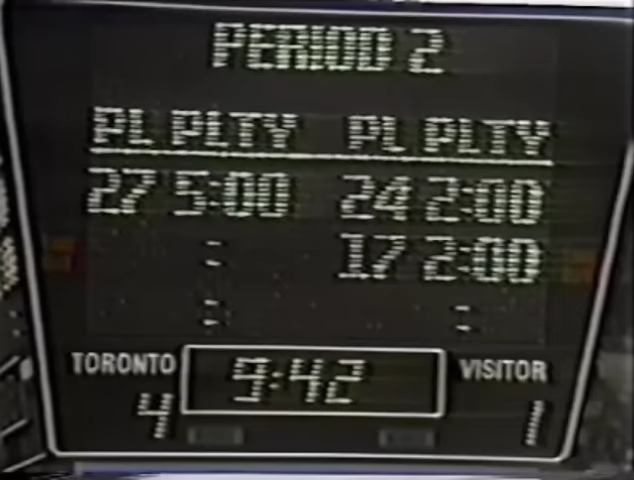 PERIOD 2
PL PLTY PL PLTY
27 5:00 24 2:00
: 17 2:00
: :
TORONTO 9:42 VISITOR
4 1